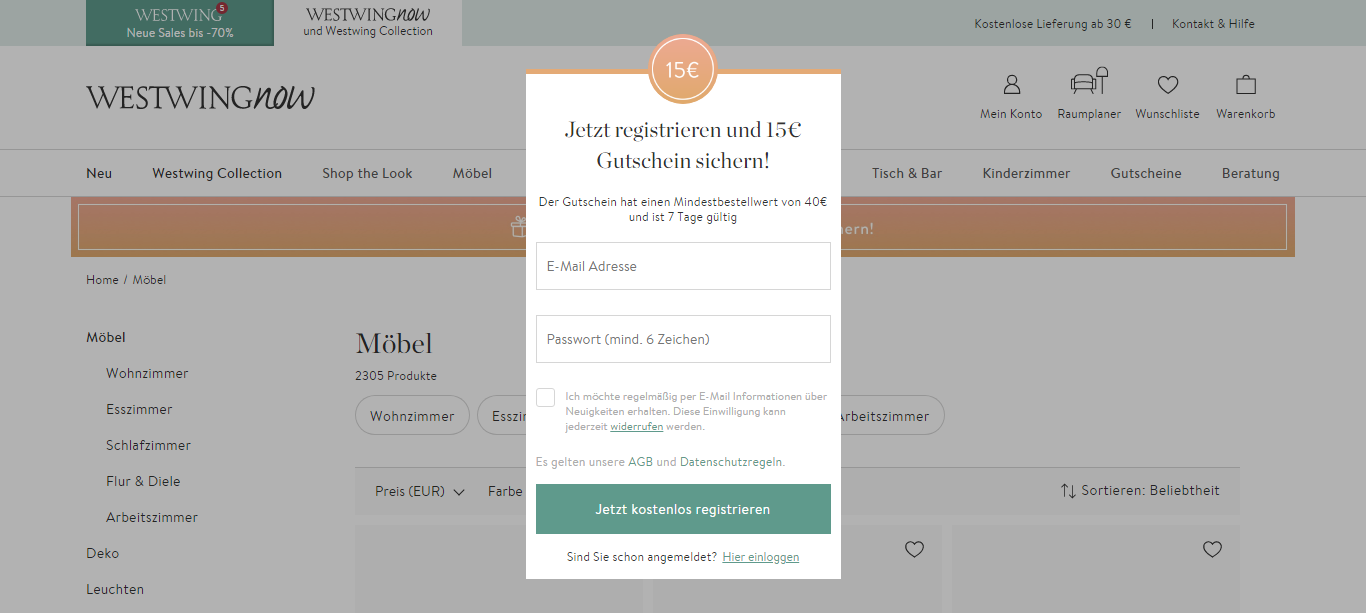 WESTWING 5
Neue Sales bis -70%
WESTWINGnow
und Westwing Collection
Kostenlose Lieferung ab 30 € | Kontakt & Hilfe
WESTWINGnow
Mein Konto Raumplaner Wunschliste Warenkorb
Neu Westwing Collection Shop the Look Möbel Tisch & Bar Kinderzimmer Gutscheine Beratung
15€
Jetzt registrieren und 15€
Gutschein sichern!
Der Gutschein hat einen Mindestbestellwert von 40€
und ist 7 Tage gültig
E-Mail Adresse
Passwort (mind. 6 Zeichen)
Ich möchte regelmäßig per E-Mail Informationen über
Neuigkeiten erhalten. Diese Einwilligung kann
jederzeit widerrufen werden.
Es gelten unsere AGB und Datenschutzregeln.
Jetzt kostenlos registrieren
Sind Sie schon angemeldet? Hier einloggen
Home / Möbel
Möbel
Wohnzimmer
Esszimmer
Schlafzimmer
Flur & Diele
Arbeitszimmer
Deko
Leuchten
Möbel
2305 Produkte
Wohnzimmer Arbeitszimmer
Preis (EUR) Farbe Sortieren: Beliebtheit